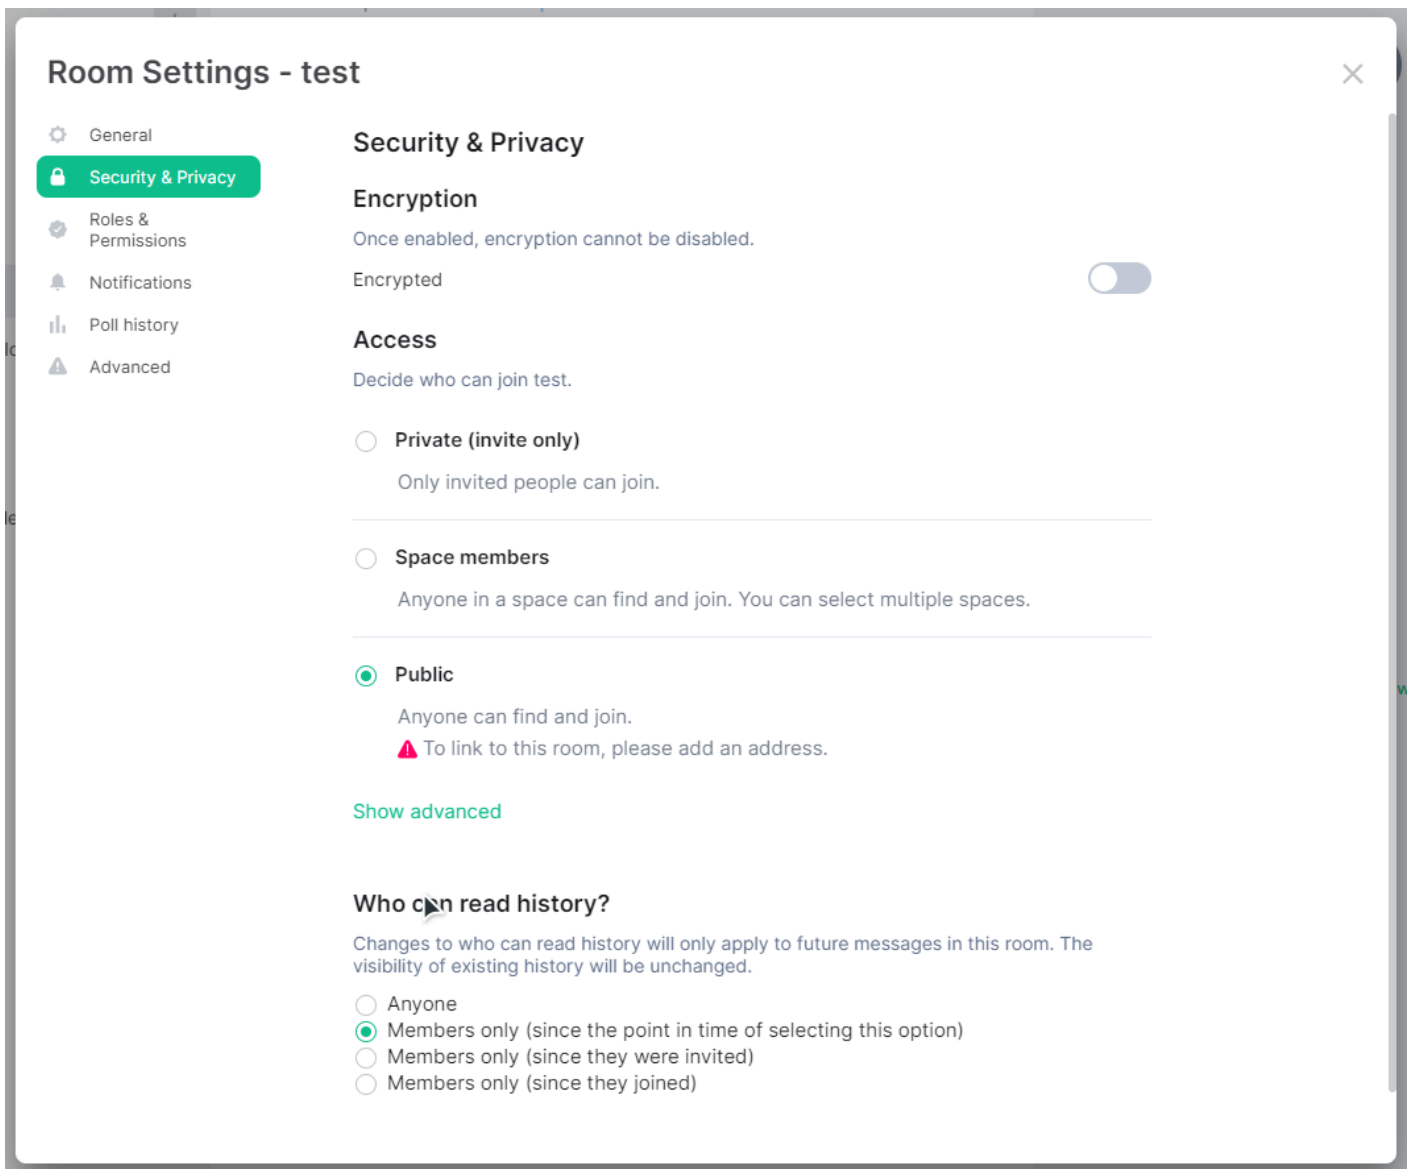 Room Settings - test
General
Security & Privacy
Roles &
Permissions
Notifications
Poll history
Advanced
Security & Privacy
Encryption
Once enabled, encryption cannot be disabled.
Encrypted
Access
Decide who can join test.
Private (invite only)
Only invited people can join.
Space members
Anyone in a space can find and join. You can select multiple spaces.
Public
Anyone can find and join.
To link to this room, please add an address.
Show advanced
Who can read history?
Changes to who can read history will only apply to future messages in this room. The
visibility of existing history will be unchanged.
Anyone
Members only (since the point in time of selecting this option)
Members only (since they were invited)
Members only (since they joined)